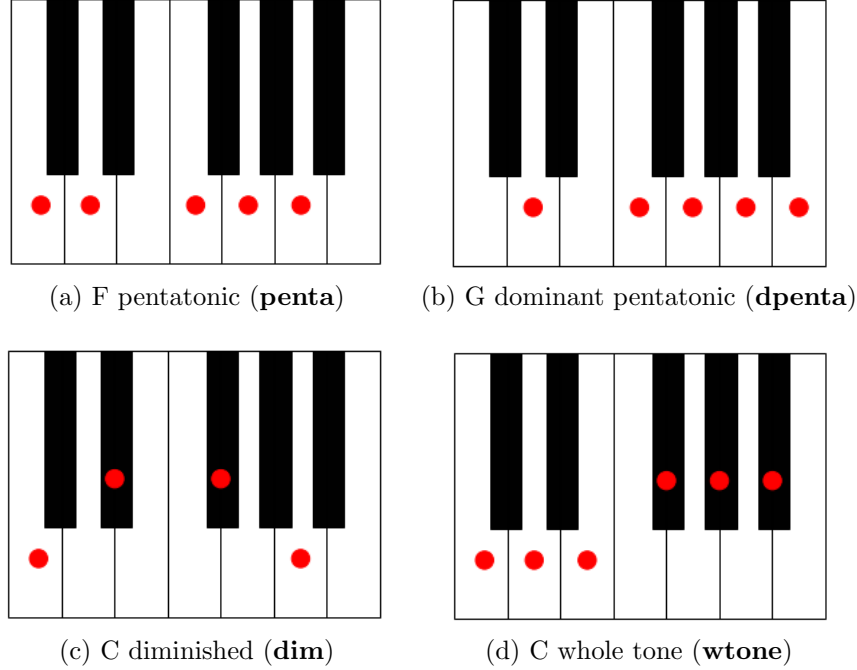 (a) F pentatonic (penta)
(b) G dominant pentatonic (dpenta)
(c) C diminished (dim)
(d) C whole tone (wtone)